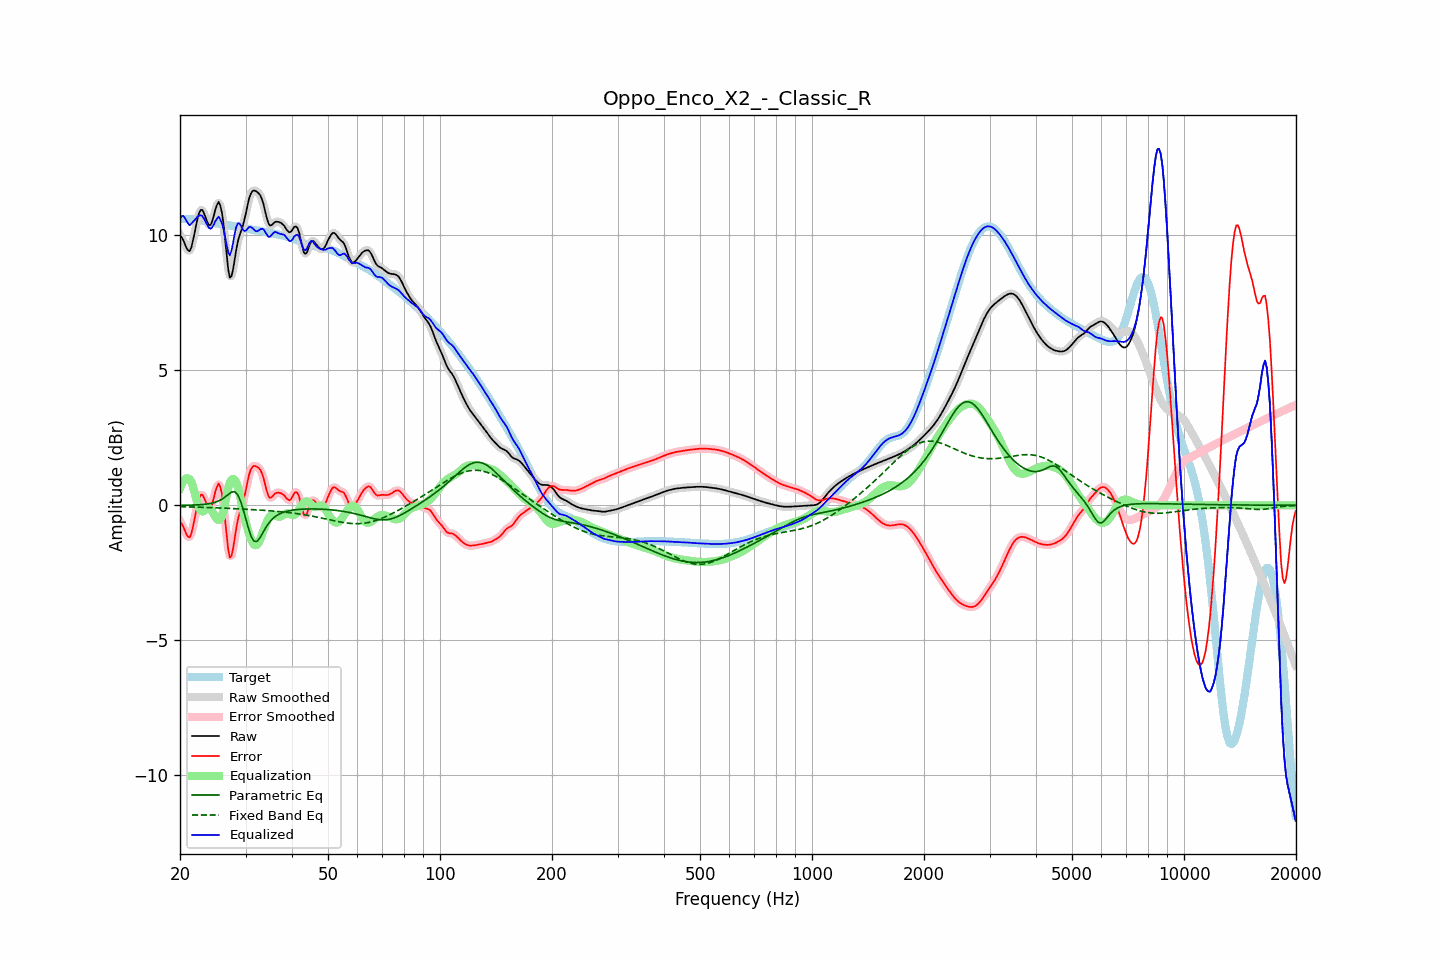 Oppo_Enco_X2_-_Classic_R
Amplitude (dBr)
10
5
0
−5
−10
Target
Raw Smoothed
Error Smoothed
Raw
Error
Equalization
Parametric Eq
Fixed Band Eq
Equalized
20 50 100 200 500 1000 2000 5000 10000 20000
Frequency (Hz)